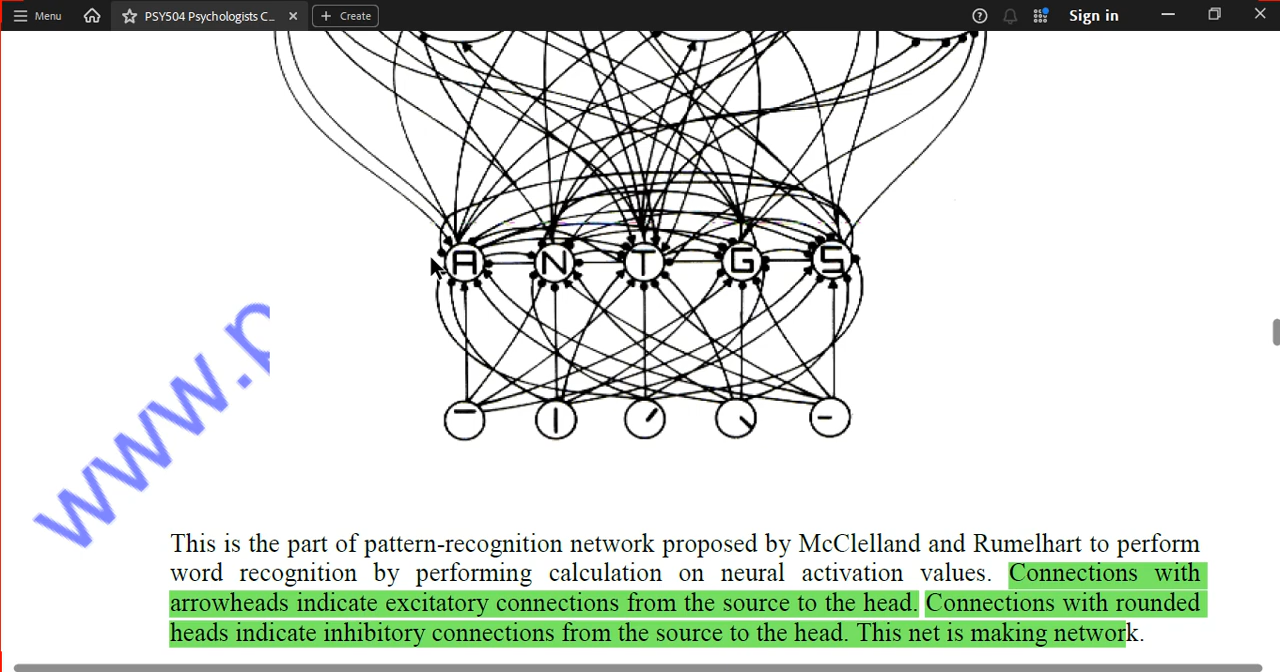 Menu PSY504 Psychologists C... Create Sign in
A N T G S
www.p
This is the part of pattern-recognition network proposed by McClelland and Rumelhart to perform
word recognition by performing calculation on neural activation values. Connections with
arrowheads indicate excitatory connections from the source to the head. Connections with rounded
heads indicate inhibitory connections from the source to the head. This net is making network.